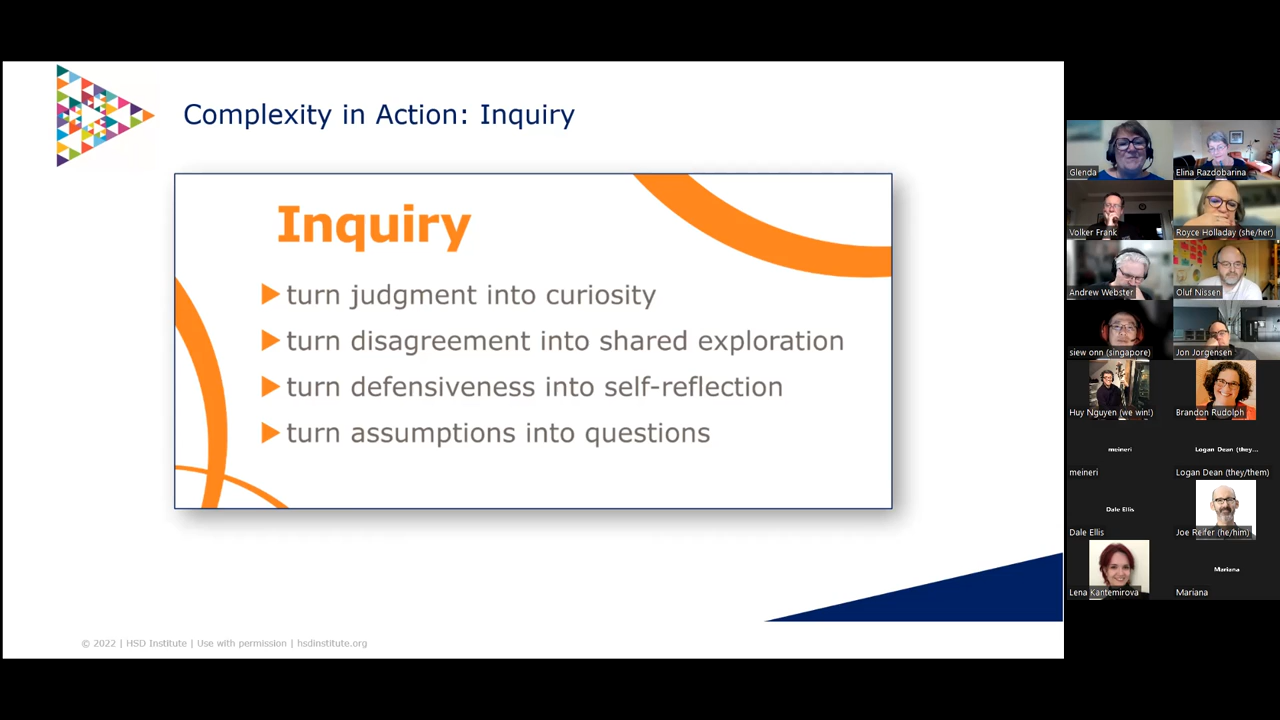 Complexity in Action: Inquiry
Inquiry
turn judgment into curiosity
turn disagreement into shared exploration
turn defensiveness into self-reflection
turn assumptions into questions
© 2022 | HSD Institute | Use with permission | hsdinstitute.org
Glenda
Elina Razdobarina
Volker Frank
Royce Holladay (she/her)
Andrew Webster
Oluf Nissen
siew onn (singapore)
Jon Jorgensen
Huy Nguyen (we win!)
Brandon Rudolph
meineri
Logan Dean (they...
meineri
Logan Dean (they/them)
Dale Ellis
Dale Ellis
Joe Reifer (he/him)
Mariana
Lena Kantemirova
Mariana